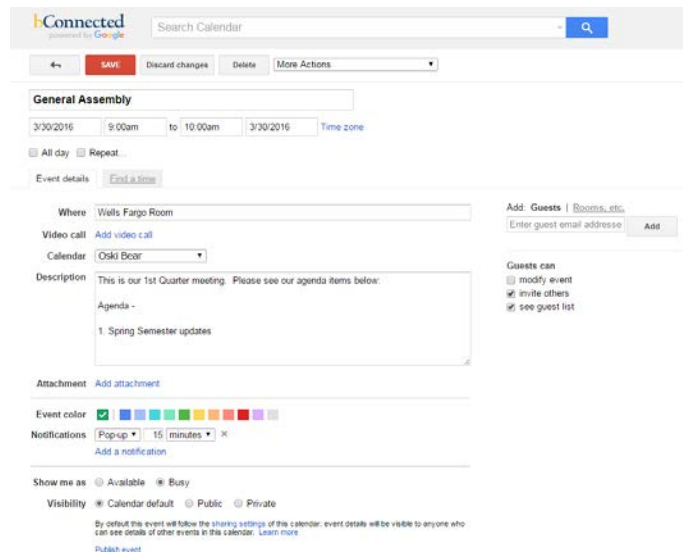 bConnected
powered by Google
Search Calendar
SAVE Discard changes Delete More Actions
General Assembly
3/30/2016 9:00am to 10:00am 3/30/2016 Time zone
All day Repeat...
Event details Find a time
Where Wells Fargo Room
Video call Add video call
Calendar Oski Bear
Description This is our 1st Quarter meeting. Please see our agenda items below:
Agenda -
1. Spring Semester updates
Attachment Add attachment
Event color
Notifications Pop-up 15 minutes ×
Add a notification
Show me as Available Busy
Visibility Calendar default Public Private
By default this event will follow the sharing settings of this calendar: event details will be visible to anyone who
can see details of other events in this calendar. Learn more
Publish event
Add: Guests | Rooms, etc.
Enter guest email addresse Add
Guests can
modify event
invite others
see guest list